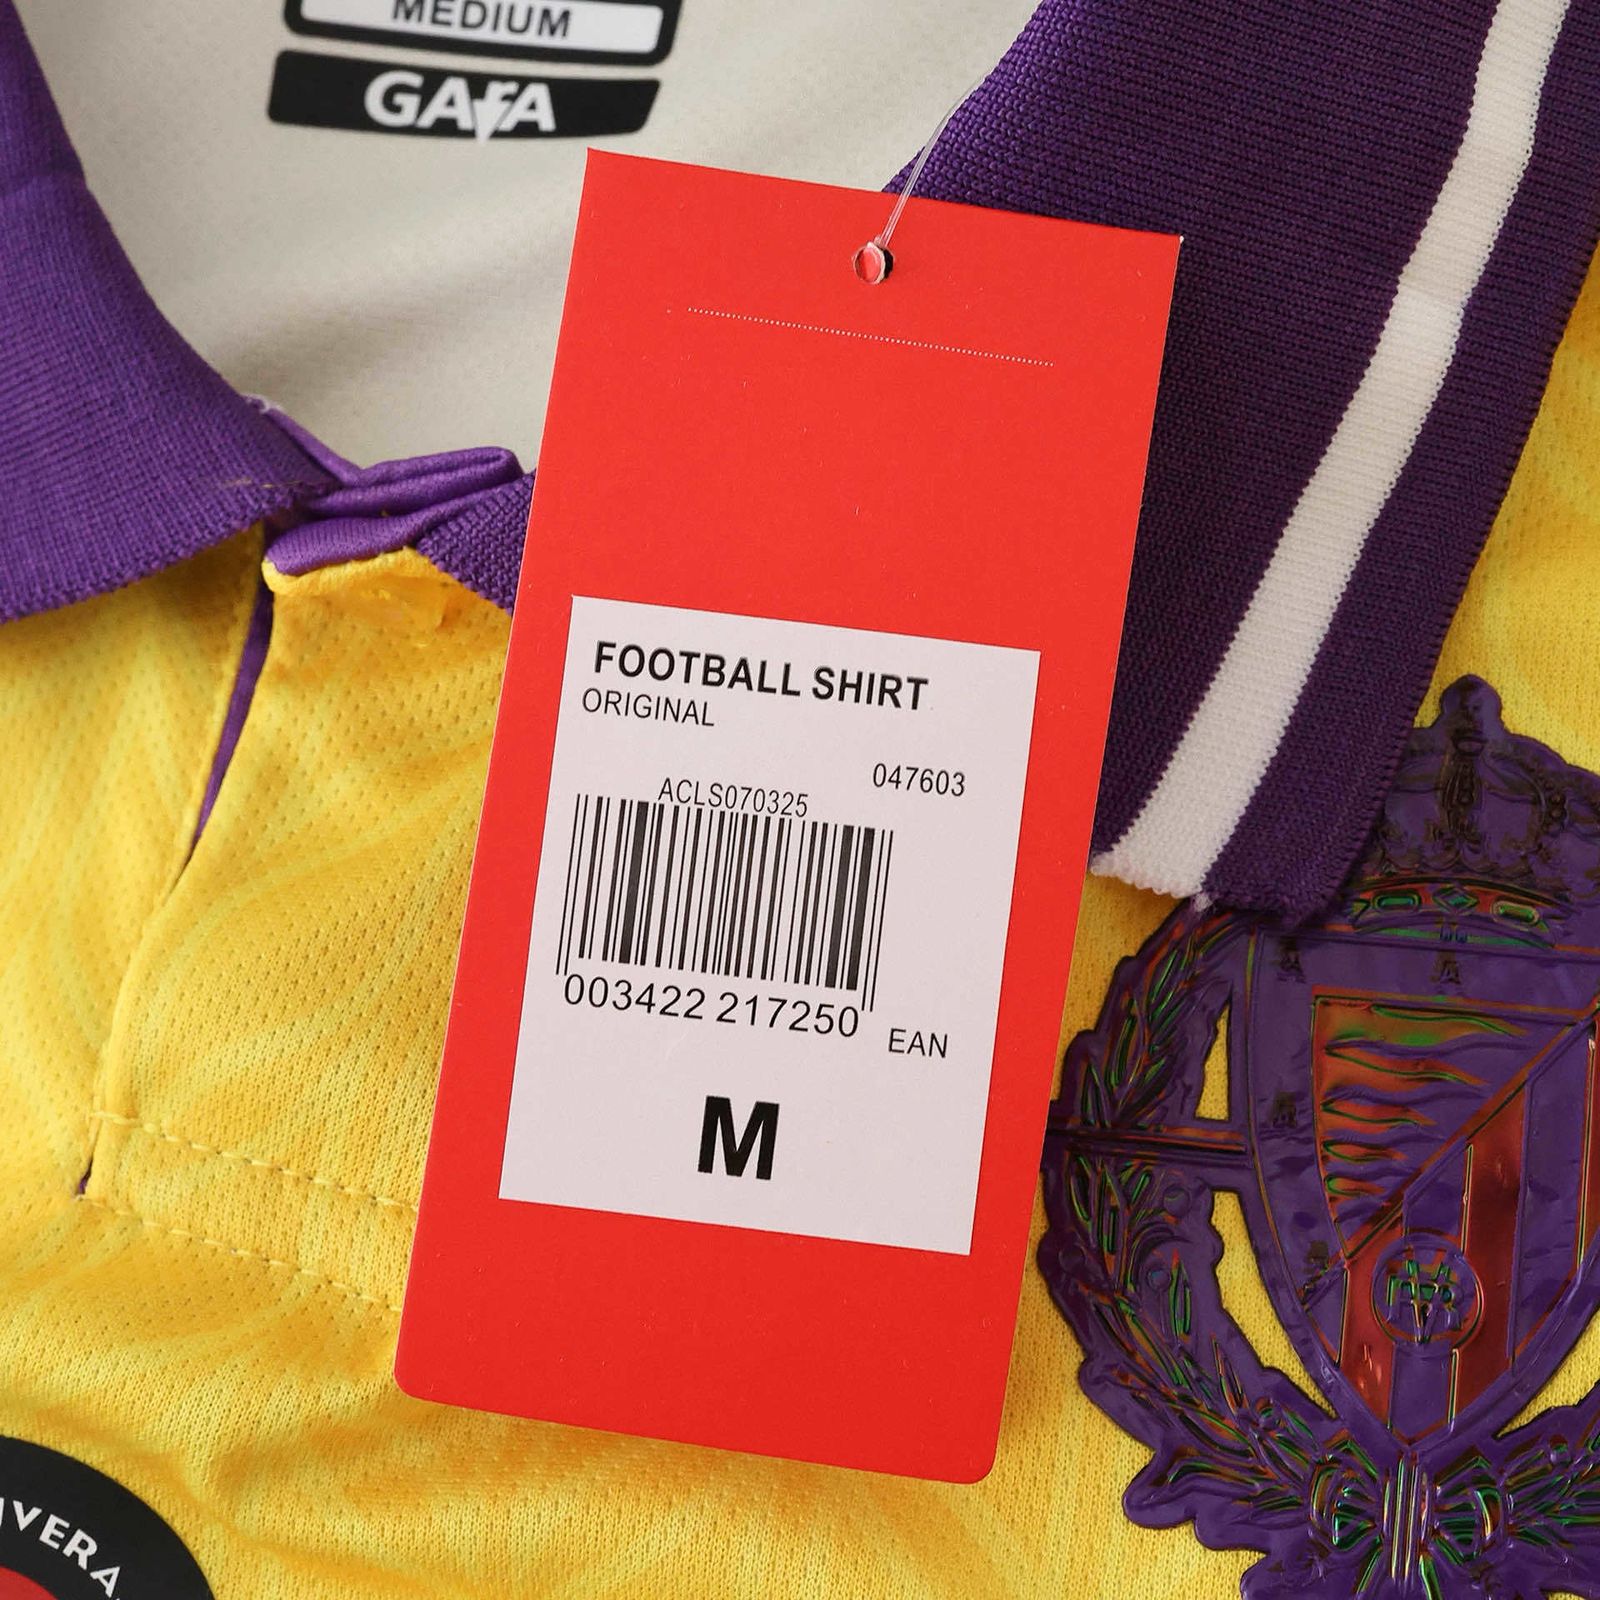 MEDIUM
GAFA
FOOTBALL SHIRT
ORIGINAL
047603
ACLS070325
003422 217250
EAN
M